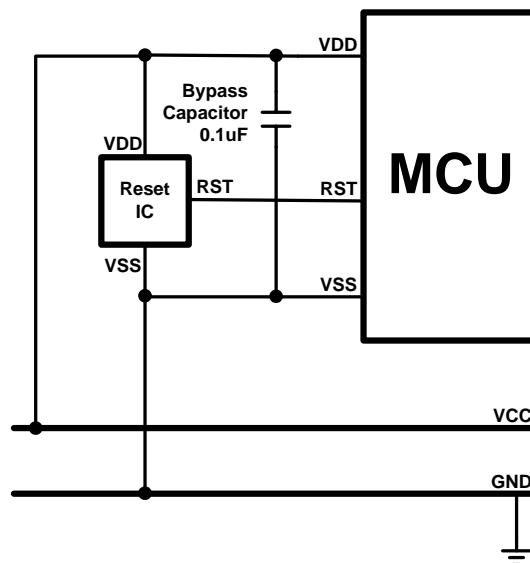 VDD
Bypass
Capacitor
0.1uF
VDD
Reset
IC
RST
RST
MCU
VSS
VSS
VCC
GND